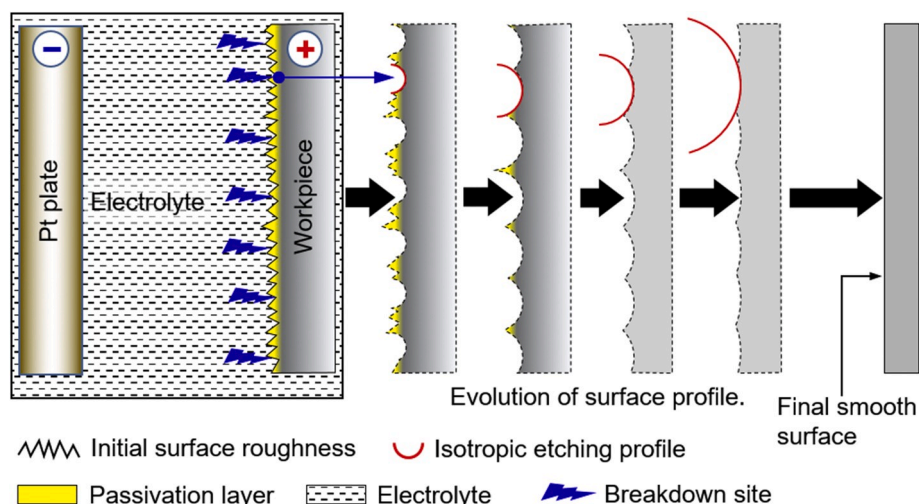 −
+
Pt plate
Electrolyte
Workpiece
Evolution of surface profile.
Final smooth
surface
Initial surface roughness
Isotropic etching profile
Passivation layer
Electrolyte
Breakdown site